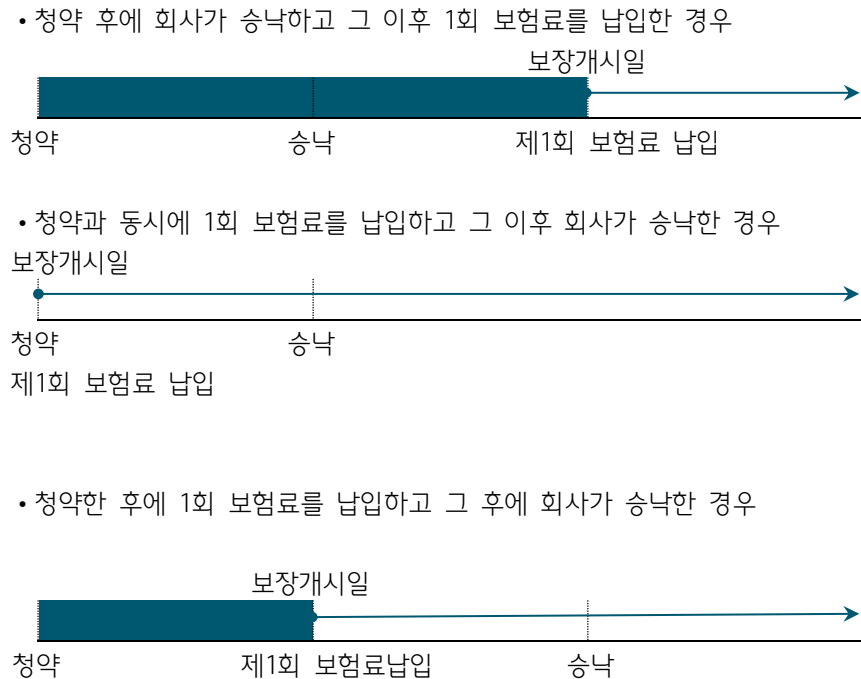 • 청약 후에 회사가 승낙하고 그 이후 1회 보험료를 납입한 경우
보장개시일
청약 승낙 제1회 보험료 납입
• 청약과 동시에 1회 보험료를 납입하고 그 이후 회사가 승낙한 경우
보장개시일
청약 승낙
제1회 보험료 납입
• 청약한 후에 1회 보험료를 납입하고 그 후에 회사가 승낙한 경우
보장개시일
청약 제1회 보험료납입 승낙